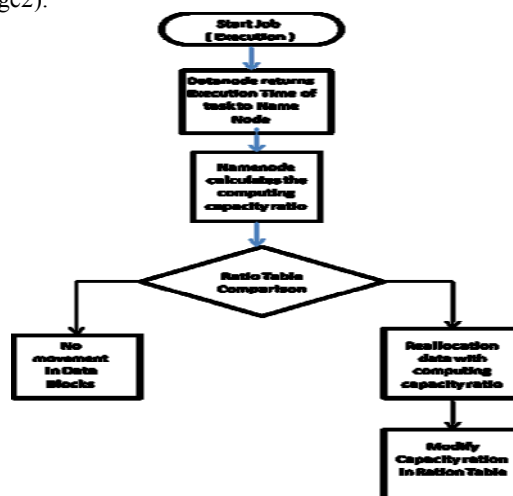 gc2).
Start Job
( Execution )
Datanode returns
Execution Time of
task to Name
Node
Namenode
calculates the
computing
capacity ratio
Ratio Table
Comparison
No
movement
in Data
Blocks
Reallocation
data with
computing
capacity ratio
Modify
Capacity ration
in Ration Table